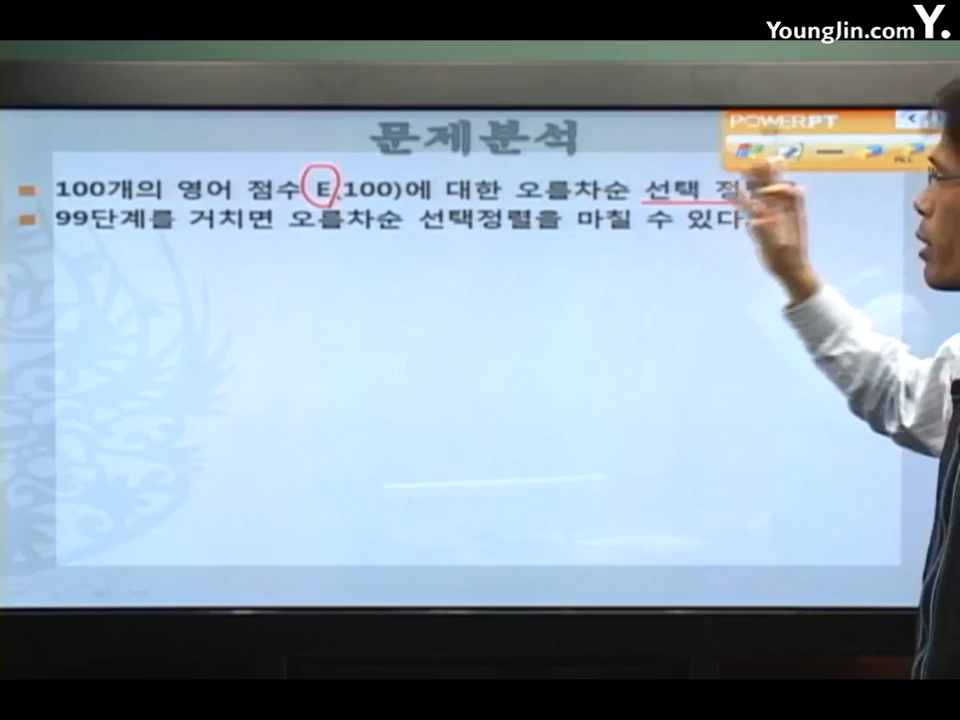 YoungJin.com Y.
POWERPT
문제분석
100개의 영어 점수 E(100)에 대한 오름차순 선택 정렬
99단계를 거치면 오름차순 선택정렬을 마칠 수 있다.